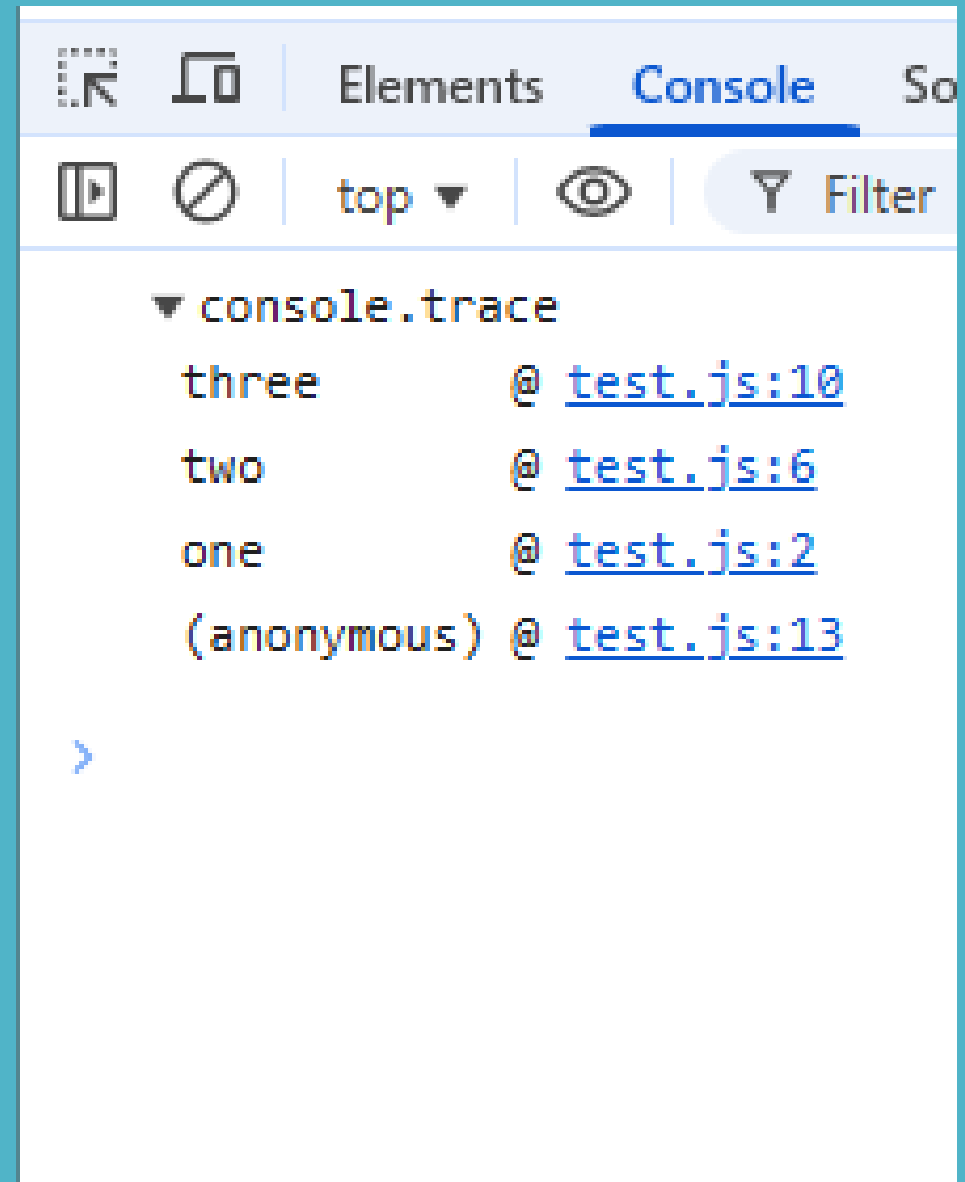 Elements Console So
top Filter
console.trace
three @ test.js:10
two @ test.js:6
one @ test.js:2
(anonymous) @ test.js:13